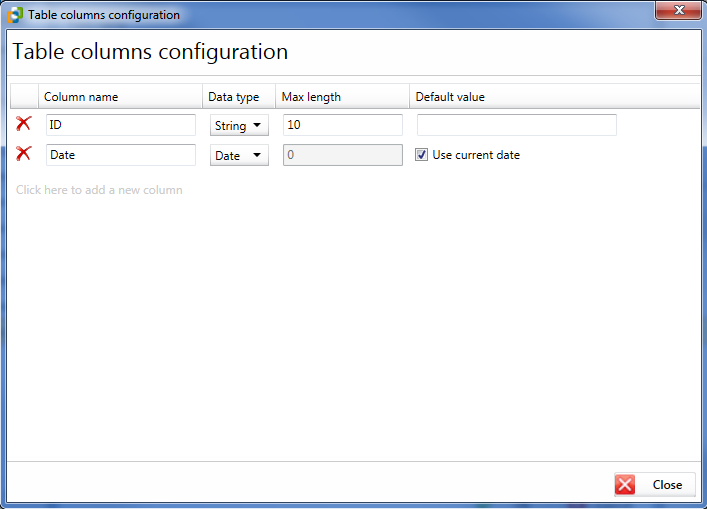 Table columns configuration
Table columns configuration
Column name Data type Max length Default value
ID String 10
Date Date 0 Use current date
Click here to add a new column
Close